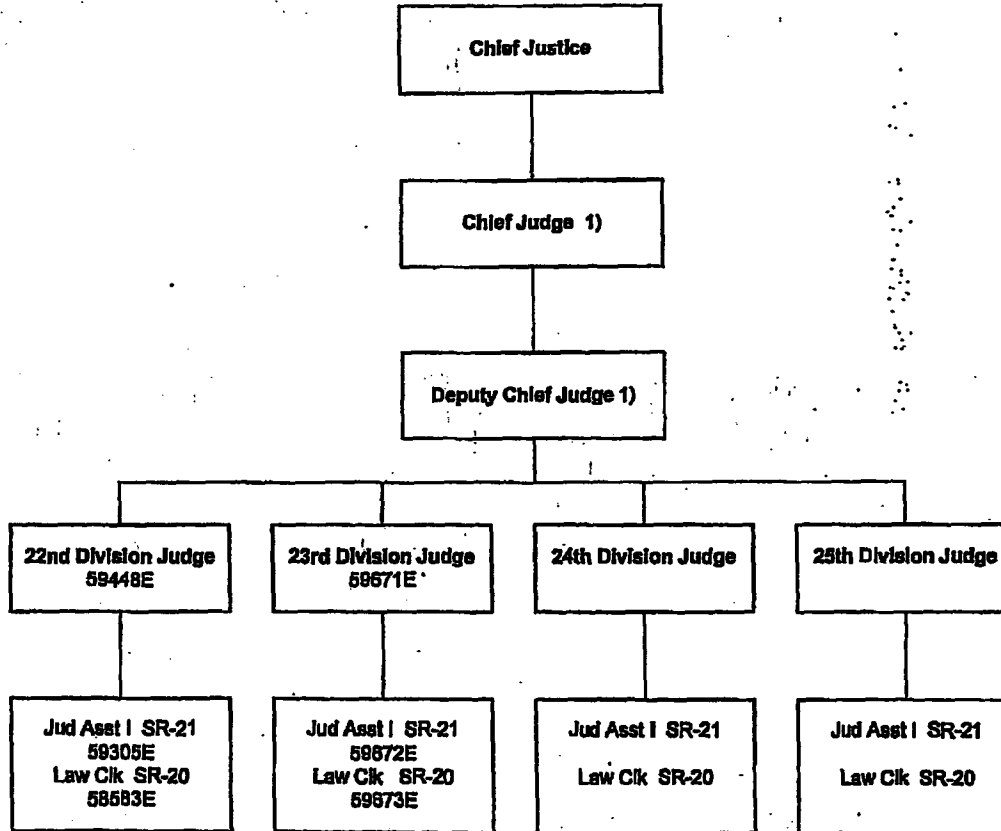 Chief Justice
Chief Judge 1)
Deputy Chief Judge 1)
22nd Division Judge
59448E
23rd Division Judge
59671E
24th Division Judge
25th Division Judge
Jud Asst I SR-21
59305E
Law Clk SR-20
58583E
Jud Asst I SR-21
59672E
Law Clk SR-20
59673E
Jud Asst I SR-21
Law Clk SR-20
Jud Asst I SR-21
Law Clk SR-20